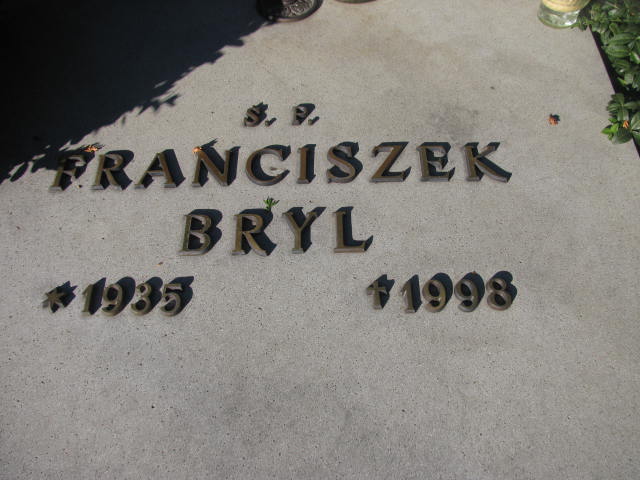 Ś. P.
FRANCISZEK
BRYL
* 1935 † 1998